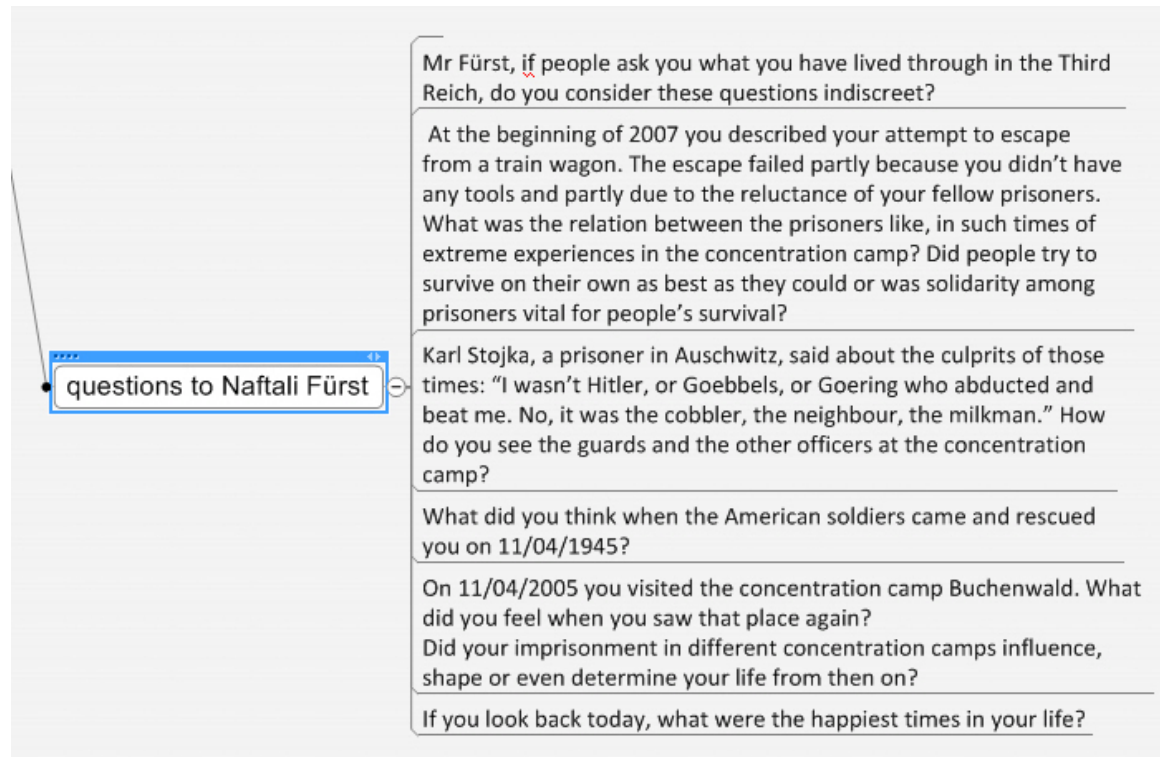 Mr Fürst, if people ask you what you have lived through in the Third
Reich, do you consider these questions indiscreet?
At the beginning of 2007 you described your attempt to escape
from a train wagon. The escape failed partly because you didn't have
any tools and partly due to the reluctance of your fellow prisoners.
What was the relation between the prisoners like, in such times of
extreme experiences in the concentration camp? Did people try to
survive on their own as best as they could or was solidarity among
prisoners vital for people's survival?
questions to Naftali Fürst
Karl Stojka, a prisoner in Auschwitz, said about the culprits of those
times: “I wasn't Hitler, or Goebbels, or Goering who abducted and
beat me. No, it was the cobbler, the neighbour, the milkman.” How
do you see the guards and the other officers at the concentration
camp?
What did you think when the American soldiers came and rescued
you on 11/04/1945?
On 11/04/2005 you visited the concentration camp Buchenwald. What
did you feel when you saw that place again?
Did your imprisonment in different concentration camps influence,
shape or even determine your life from then on?
If you look back today, what were the happiest times in your life?